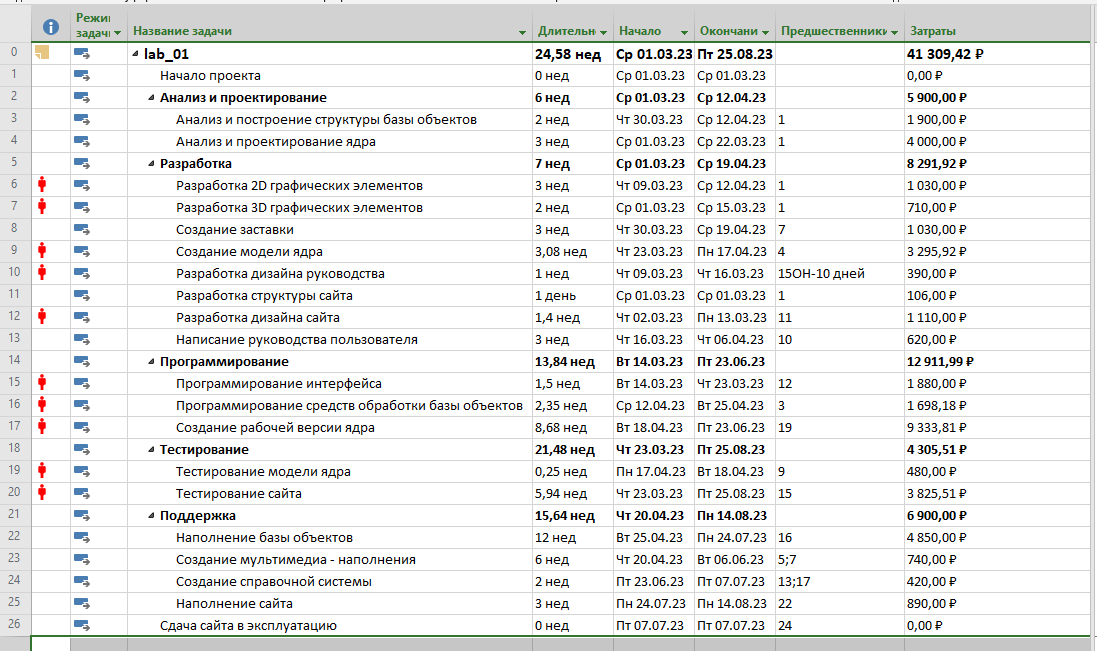 Режи
задачи Название задачи Длительн Начало Окончани Предшественники Затраты
0 lab_01 24,58 нед Ср 01.03.23 Пт 25.08.23 41 309,42 ₽
1 Начало проекта 0 нед Ср 01.03.23 Ср 01.03.23 0,00 ₽
2 Анализ и проектирование 6 нед Ср 01.03.23 Ср 12.04.23 5 900,00 ₽
3 Анализ и построение структуры базы объектов 2 нед Чт 30.03.23 Ср 12.04.23 1 1 900,00 ₽
4 Анализ и проектирование ядра 3 нед Ср 01.03.23 Ср 22.03.23 1 4 000,00 ₽
5 Разработка 7 нед Ср 01.03.23 Ср 19.04.23 8 291,92 ₽
6 Разработка 2D графических элементов 3 нед Чт 09.03.23 Ср 12.04.23 1 1 030,00 ₽
7 Разработка 3D графических элементов 2 нед Ср 01.03.23 Ср 15.03.23 1 710,00 ₽
8 Создание заставки 3 нед Чт 30.03.23 Ср 19.04.23 7 1 030,00 ₽
9 Создание модели ядра 3,08 нед Чт 23.03.23 Пн 17.04.23 4 3 295,92 ₽
10 Разработка дизайна руководства 1 нед Чт 09.03.23 Чт 16.03.23 15ОН-10 дней 390,00 ₽
11 Разработка структуры сайта 1 день Ср 01.03.23 Ср 01.03.23 1 106,00 ₽
12 Разработка дизайна сайта 1,4 нед Чт 02.03.23 Пн 13.03.23 11 1 110,00 ₽
13 Написание руководства пользователя 3 нед Чт 16.03.23 Чт 06.04.23 10 620,00 ₽
14 Программирование 13,84 нед Вт 14.03.23 Пт 23.06.23 12 911,99 ₽
15 Программирование интерфейса 1,5 нед Вт 14.03.23 Чт 23.03.23 12 1 880,00 ₽
16 Программирование средств обработки базы объектов 2,35 нед Ср 12.04.23 Вт 25.04.23 3 1 698,18 ₽
17 Создание рабочей версии ядра 8,68 нед Вт 18.04.23 Пт 23.06.23 19 9 333,81 ₽
18 Тестирование 21,48 нед Чт 23.03.23 Пт 25.08.23 4 305,51 ₽
19 Тестирование модели ядра 0,25 нед Пн 17.04.23 Вт 18.04.23 9 480,00 ₽
20 Тестирование сайта 5,94 нед Чт 23.03.23 Пт 25.08.23 15 3 825,51 ₽
21 Поддержка 15,64 нед Чт 20.04.23 Пн 14.08.23 6 900,00 ₽
22 Наполнение базы объектов 12 нед Вт 25.04.23 Пн 24.07.23 16 4 850,00 ₽
23 Создание мультимедиа - наполнения 6 нед Чт 20.04.23 Вт 06.06.23 5;7 740,00 ₽
24 Создание справочной системы 2 нед Пт 23.06.23 Пт 07.07.23 13;17 420,00 ₽
25 Наполнение сайта 3 нед Пн 24.07.23 Пн 14.08.23 22 890,00 ₽
26 Сдача сайта в эксплуатацию 0 нед Пт 07.07.23 Пт 07.07.23 24 0,00 ₽